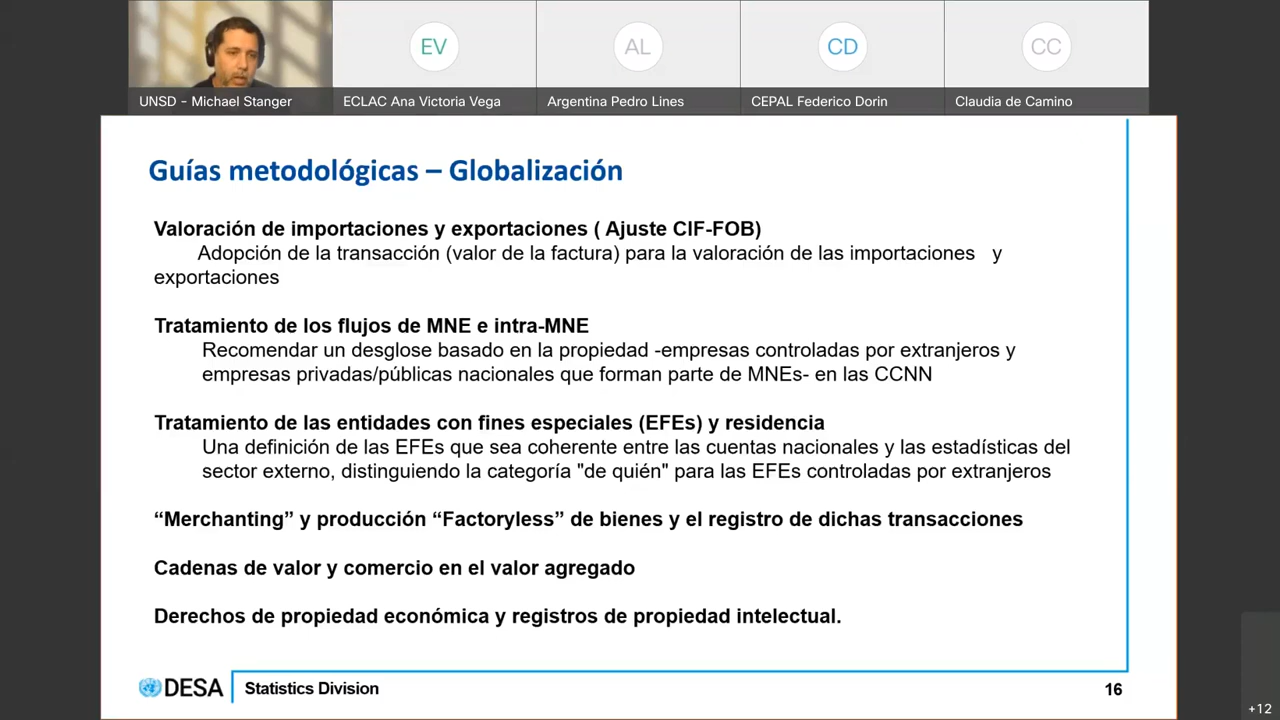 EV
AL
CD
CC
UNSD - Michael Stanger
ECLAC Ana Victoria Vega
Argentina Pedro Lines
CEPAL Federico Dorin
Claudia de Camino
Guías metodológicas – Globalización
Valoración de importaciones y exportaciones ( Ajuste CIF-FOB)
Adopción de la transacción (valor de la factura) para la valoración de las importaciones y
exportaciones
Tratamiento de los flujos de MNE e intra-MNE
Recomendar un desglose basado en la propiedad -empresas controladas por extranjeros y
empresas privadas/públicas nacionales que forman parte de MNEs- en las CCNN
Tratamiento de las entidades con fines especiales (EFEs) y residencia
Una definición de las EFEs que sea coherente entre las cuentas nacionales y las estadísticas del
sector externo, distinguiendo la categoría "de quién" para las EFEs controladas por extranjeros
“Merchanting” y producción “Factoryless” de bienes y el registro de dichas transacciones
Cadenas de valor y comercio en el valor agregado
Derechos de propiedad económica y registros de propiedad intelectual.
DESA
Statistics Division
16
+12